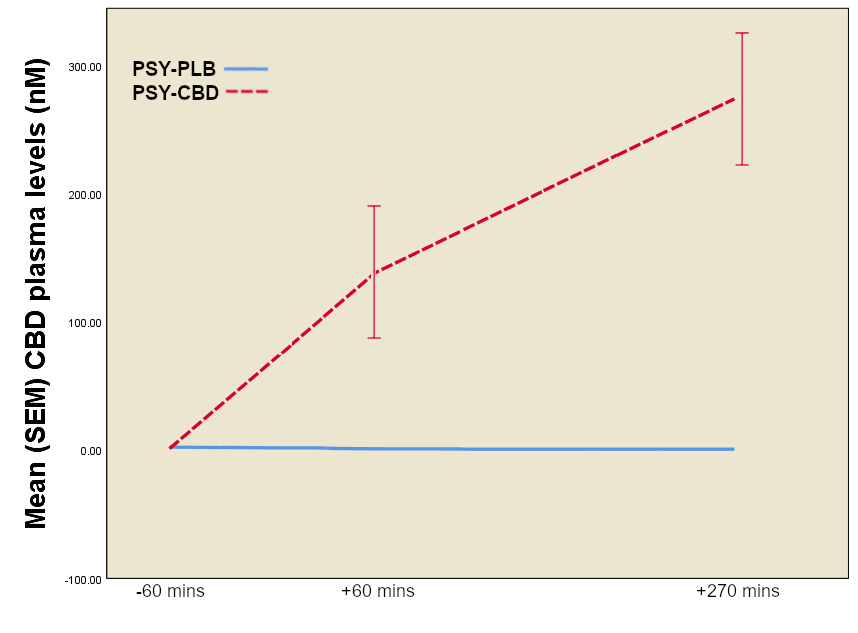 Mean (SEM) CBD plasma levels (nM)
PSY-PLB
PSY-CBD
300.00
200.00
100.00
0.00
-100.00
-60 mins
+60 mins
+270 mins